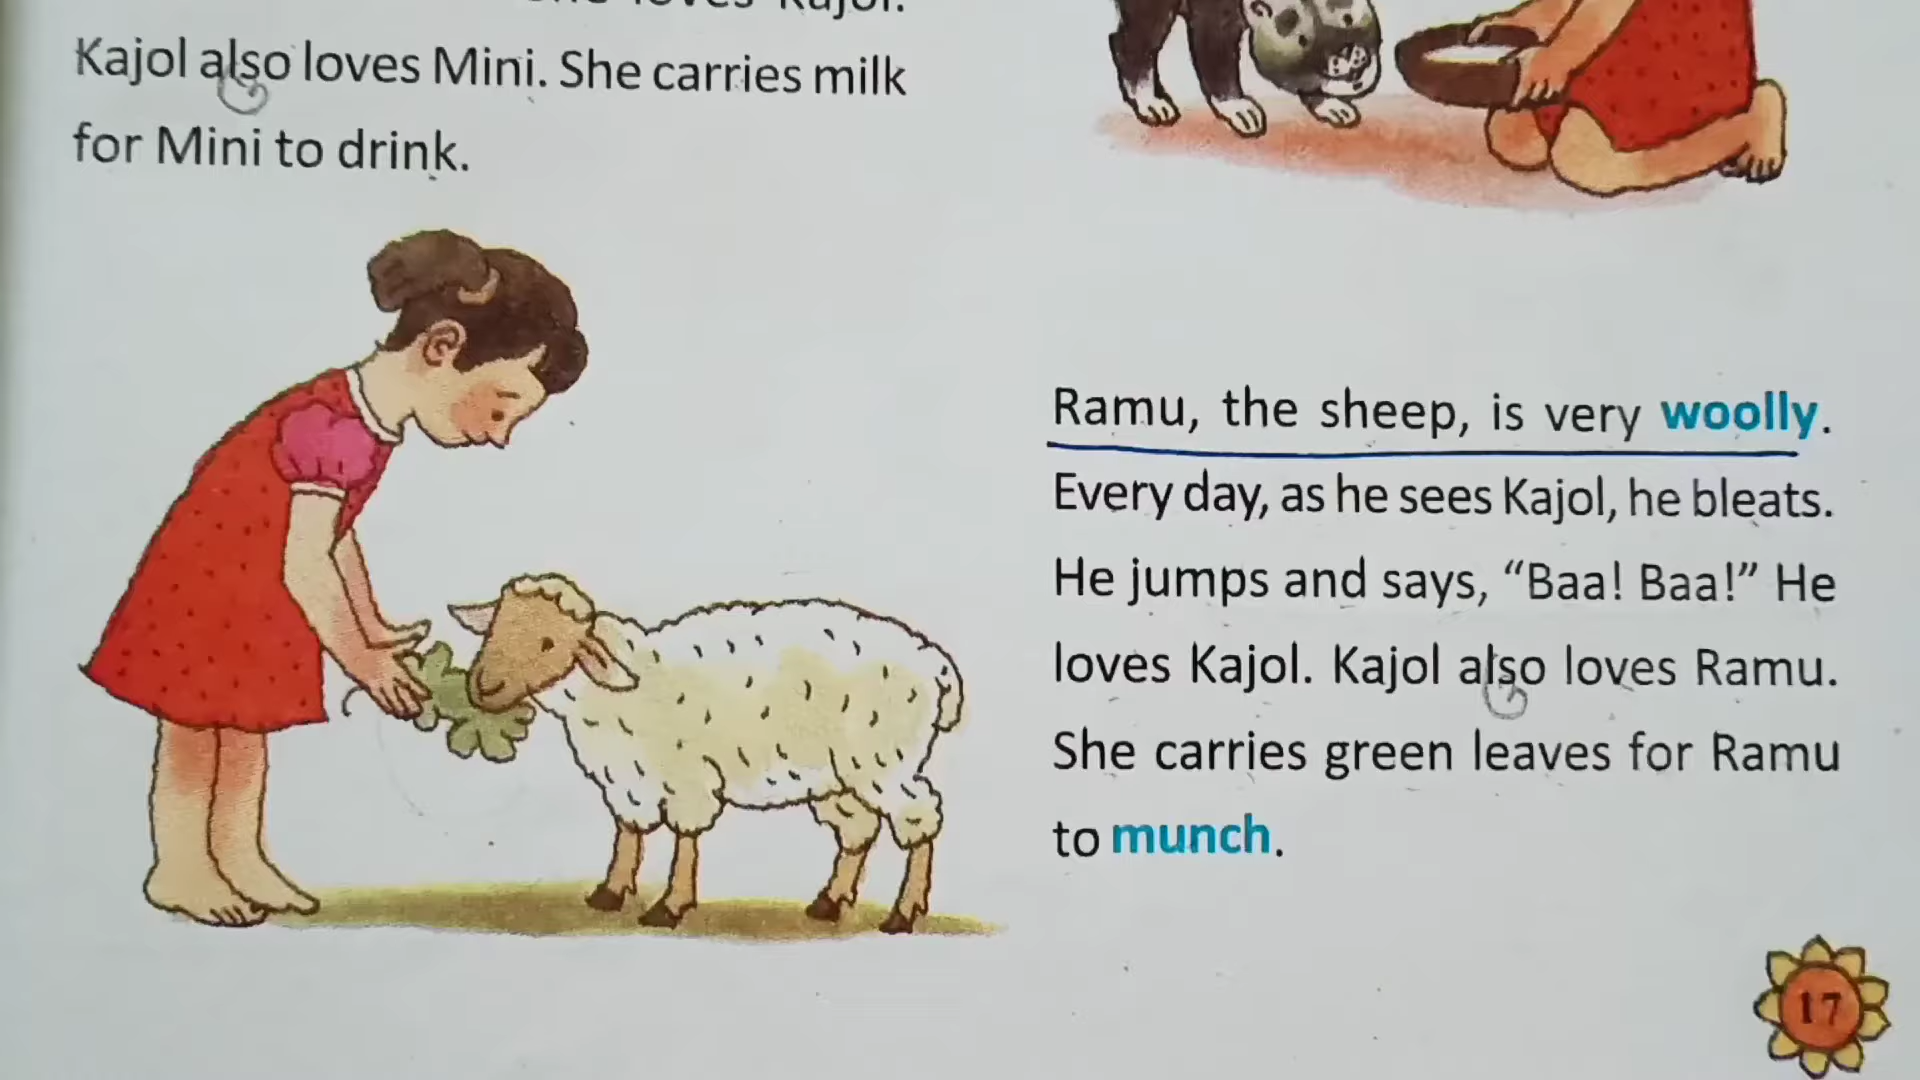 loves Kajol.
Kajol also loves Mini. She carries milk
for Mini to drink.
Ramu, the sheep, is very woolly.
Every day, as he sees Kajol, he bleats.
He jumps and says, “Baa! Baa!” He
loves Kajol. Kajol also loves Ramu.
She carries green leaves for Ramu
to munch.
17